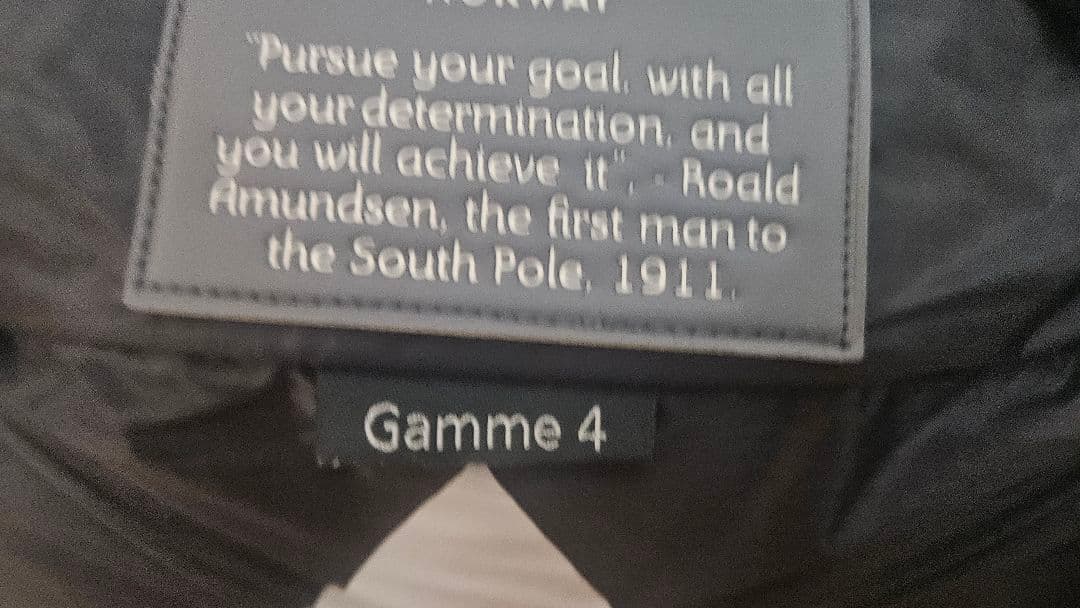 NORWAY
"Pursue your goal, with all
your determination, and
you will achieve it", - Roald
Amundsen, the first man to
the South Pole, 1911.
Gamme 4